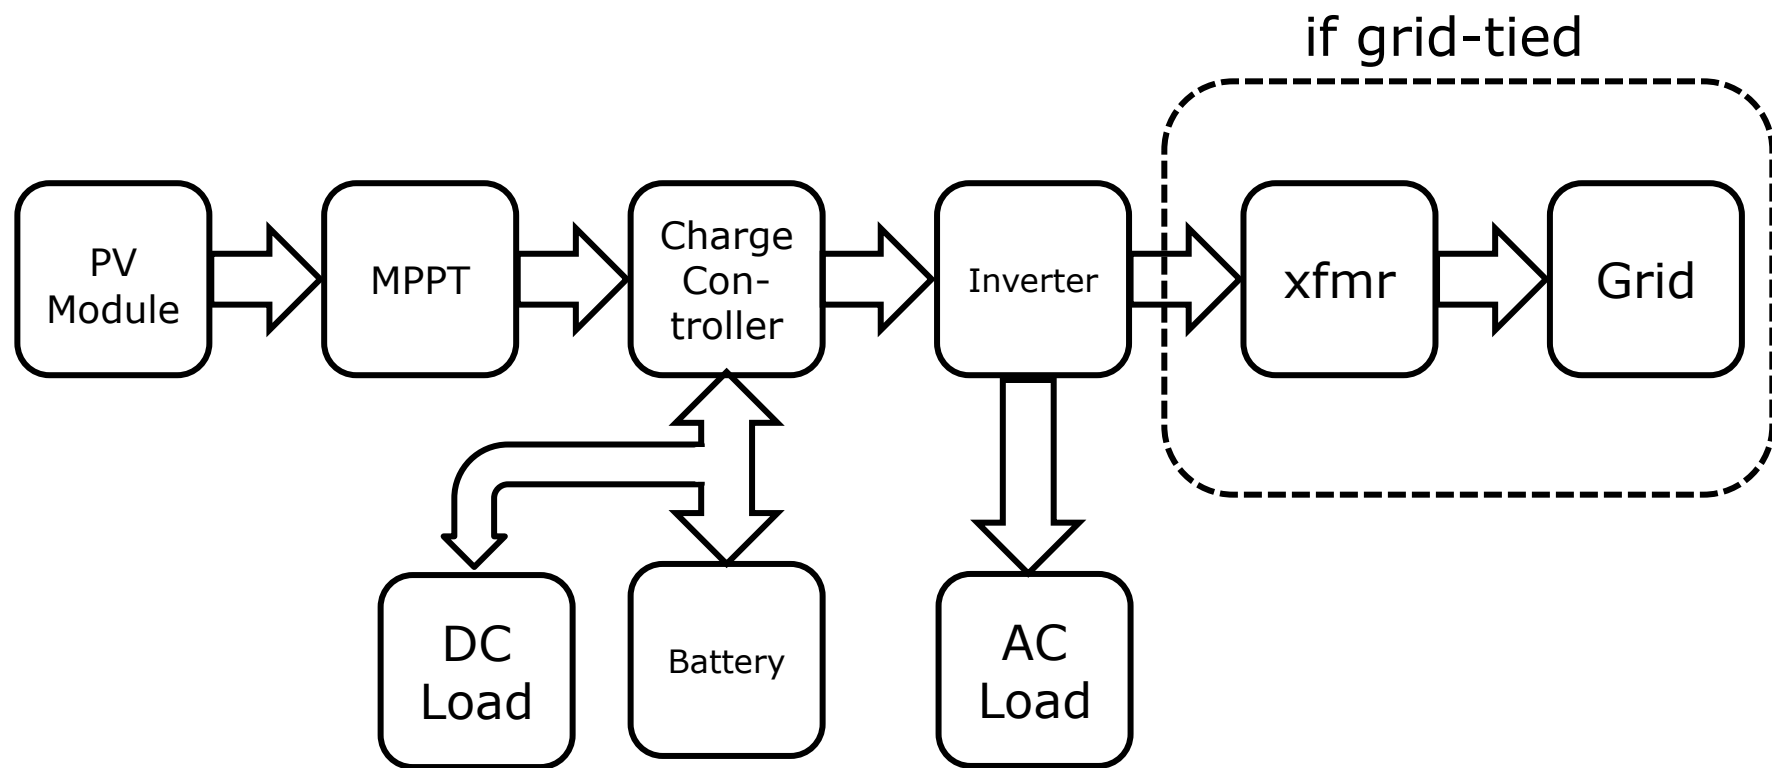 if grid-tied
PV
Module
MPPT
Charge
Con-
troller
Inverter
xfmr
Grid
DC
Load
Battery
AC
Load